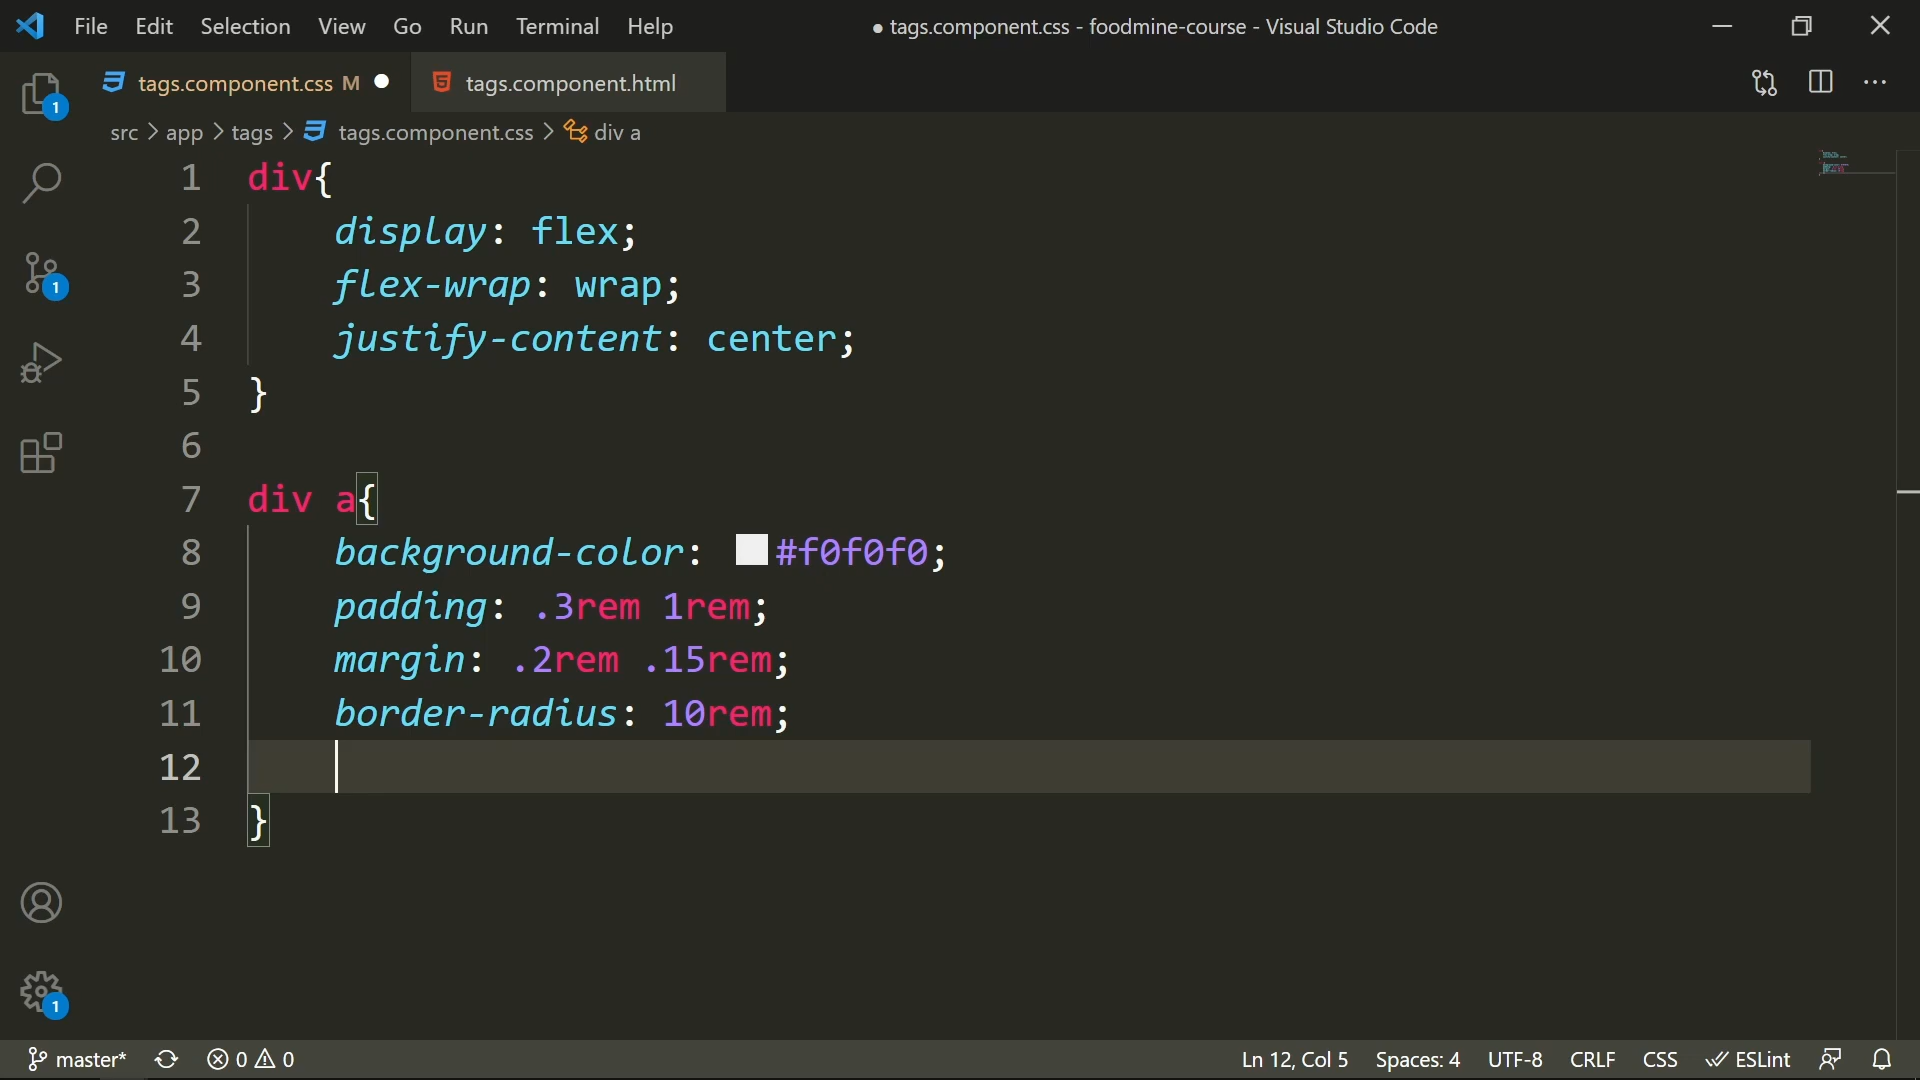 File Edit Selection View Go Run Terminal Help ● tags.component.css - foodmine-course - Visual Studio Code
tags.component.css M ● tags.component.html
src > app > tags > tags.component.css > div a
1 div{
2 display: flex;
3 flex-wrap: wrap;
4 justify-content: center;
5 }
6
7 div a{
8 background-color: #f0f0f0;
9 padding: .3rem 1rem;
10 margin: .2rem .15rem;
11 border-radius: 10rem;
12
13 }
1
1
1
master* 0 0 Ln 12, Col 5 Spaces: 4 UTF-8 CRLF CSS ESLint